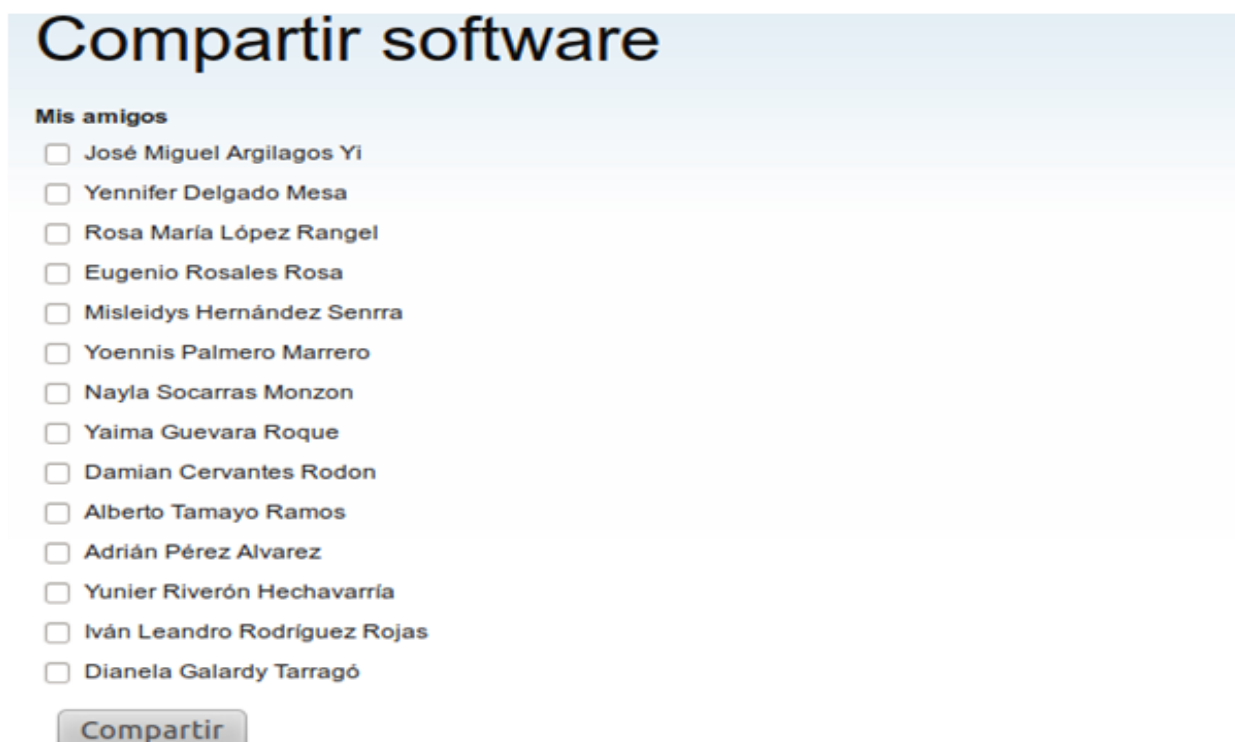 Compartir software
Mis amigos
José Miguel Argilagos Yi
Yennifer Delgado Mesa
Rosa María López Rangel
Eugenio Rosales Rosa
Misleidys Hernández Senrra
Yoennis Palmero Marrero
Nayla Socarras Monzon
Yaima Guevara Roque
Damian Cervantes Rodon
Alberto Tamayo Ramos
Adrián Pérez Alvarez
Yunier Riverón Hechavarría
Iván Leandro Rodríguez Rojas
Dianela Galardy Tarragó
Compartir